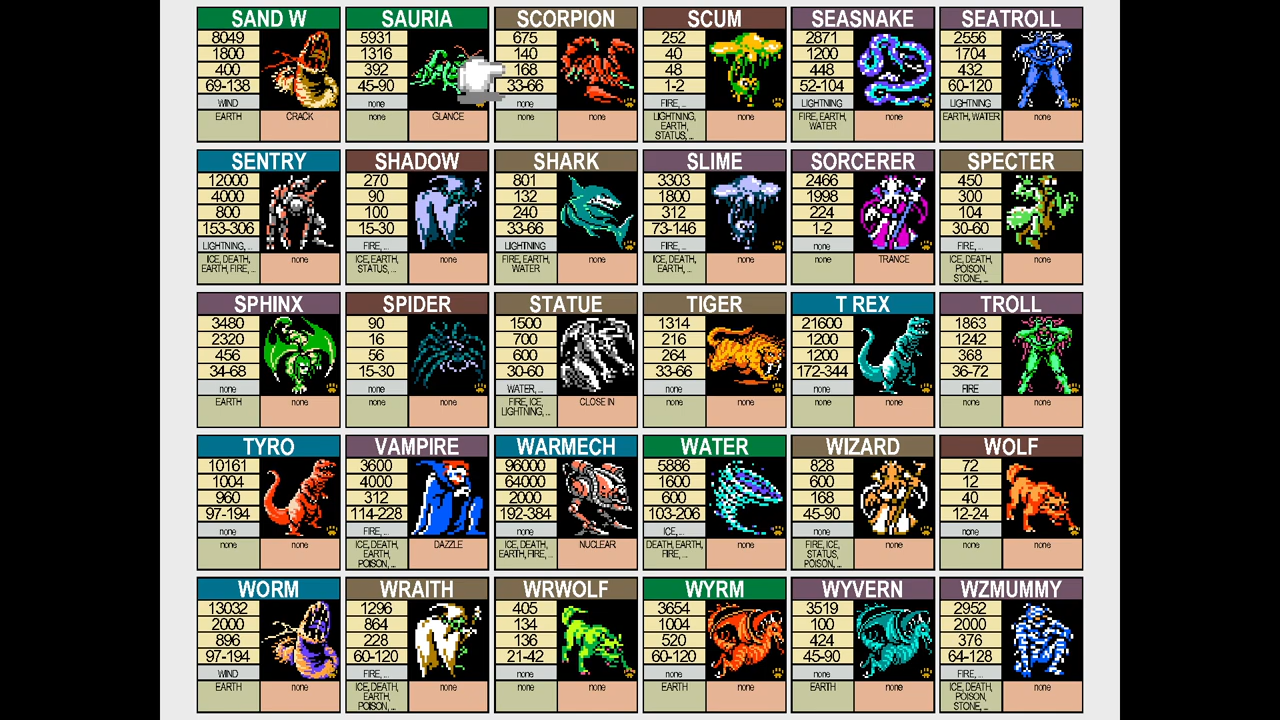 SAND W SAURIA SCORPION SCUM SEASNAKE SEATROLL
8049 5931 675 252 2871 2556
1800 1316 140 40 1200 1704
400 392 168 48 448 432
69-138 45-90 33-66 1-2 52-104 60-120
WIND none none FIRE, ... LIGHTNING LIGHTNING
EARTH CRACK none GLANCE none LIGHTNING, none FIRE, EARTH, none EARTH, WATER none
EARTH, WATER
STATUS, ...
SENTRY SHADOW SHARK SLIME SORCERER SPECTER
12000 270 801 3303 2466 450
4000 90 132 1800 1998 300
800 100 240 312 224 104
153-306 15-30 33-66 73-146 1-2 30-60
LIGHTNING, ... FIRE, ... LIGHTNING FIRE, ... none FIRE, ...
ICE, DEATH, none ICE, EARTH, none FIRE, EARTH, none ICE, DEATH, none none TRANCE ICE, DEATH, none
EARTH, FIRE, ... STATUS, ... WATER EARTH, ... POISON,
STONE, ...
SPHINX SPIDER STATUE TIGER T REX TROLL
3480 90 1500 1314 21600 1863
2320 16 700 216 1200 1242
456 56 600 264 1200 368
34-68 15-30 30-60 33-66 172-344 36-72
none none WATER, ... none none FIRE
EARTH none none none FIRE, ICE, CLOSE IN none none none none none none
LIGHTNING, ...
TYRO VAMPIRE WARMECH WATER WIZARD WOLF
10161 3600 96000 5886 828 72
1004 4000 64000 1600 600 12
960 312 2000 600 168 40
97-194 114-228 192-384 103-206 45-90 12-24
none FIRE, ... none ICE, ... none none
none none ICE, DEATH, DAZZLE ICE, DEATH, NUCLEAR DEATH, EARTH, none FIRE, ICE, none none none
EARTH, EARTH, FIRE, ... FIRE, ... STATUS,
POISON, ... POISON, ...
WORM WRAITH WRWOLF WYRM WYVERN WZMUMMY
13032 1296 405 3654 3519 2952
2000 864 134 1004 100 2000
896 228 136 520 424 376
97-194 60-120 21-42 60-120 45-90 64-128
WIND FIRE, ... none none none FIRE, ...
EARTH none ICE, DEATH, none none none EARTH none EARTH none ICE, DEATH, none
EARTH, POISON,
POISON, ... STONE, ...